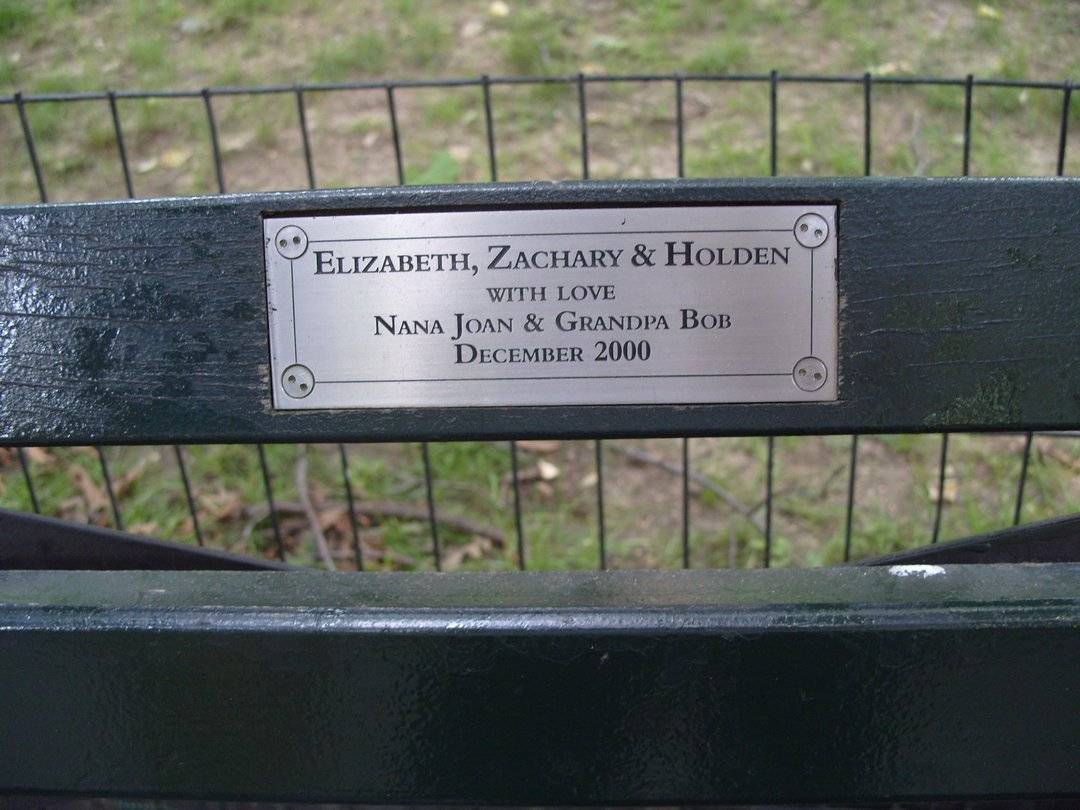 Elizabeth, Zachary & Holden
with love
Nana Joan & Grandpa Bob
December 2000